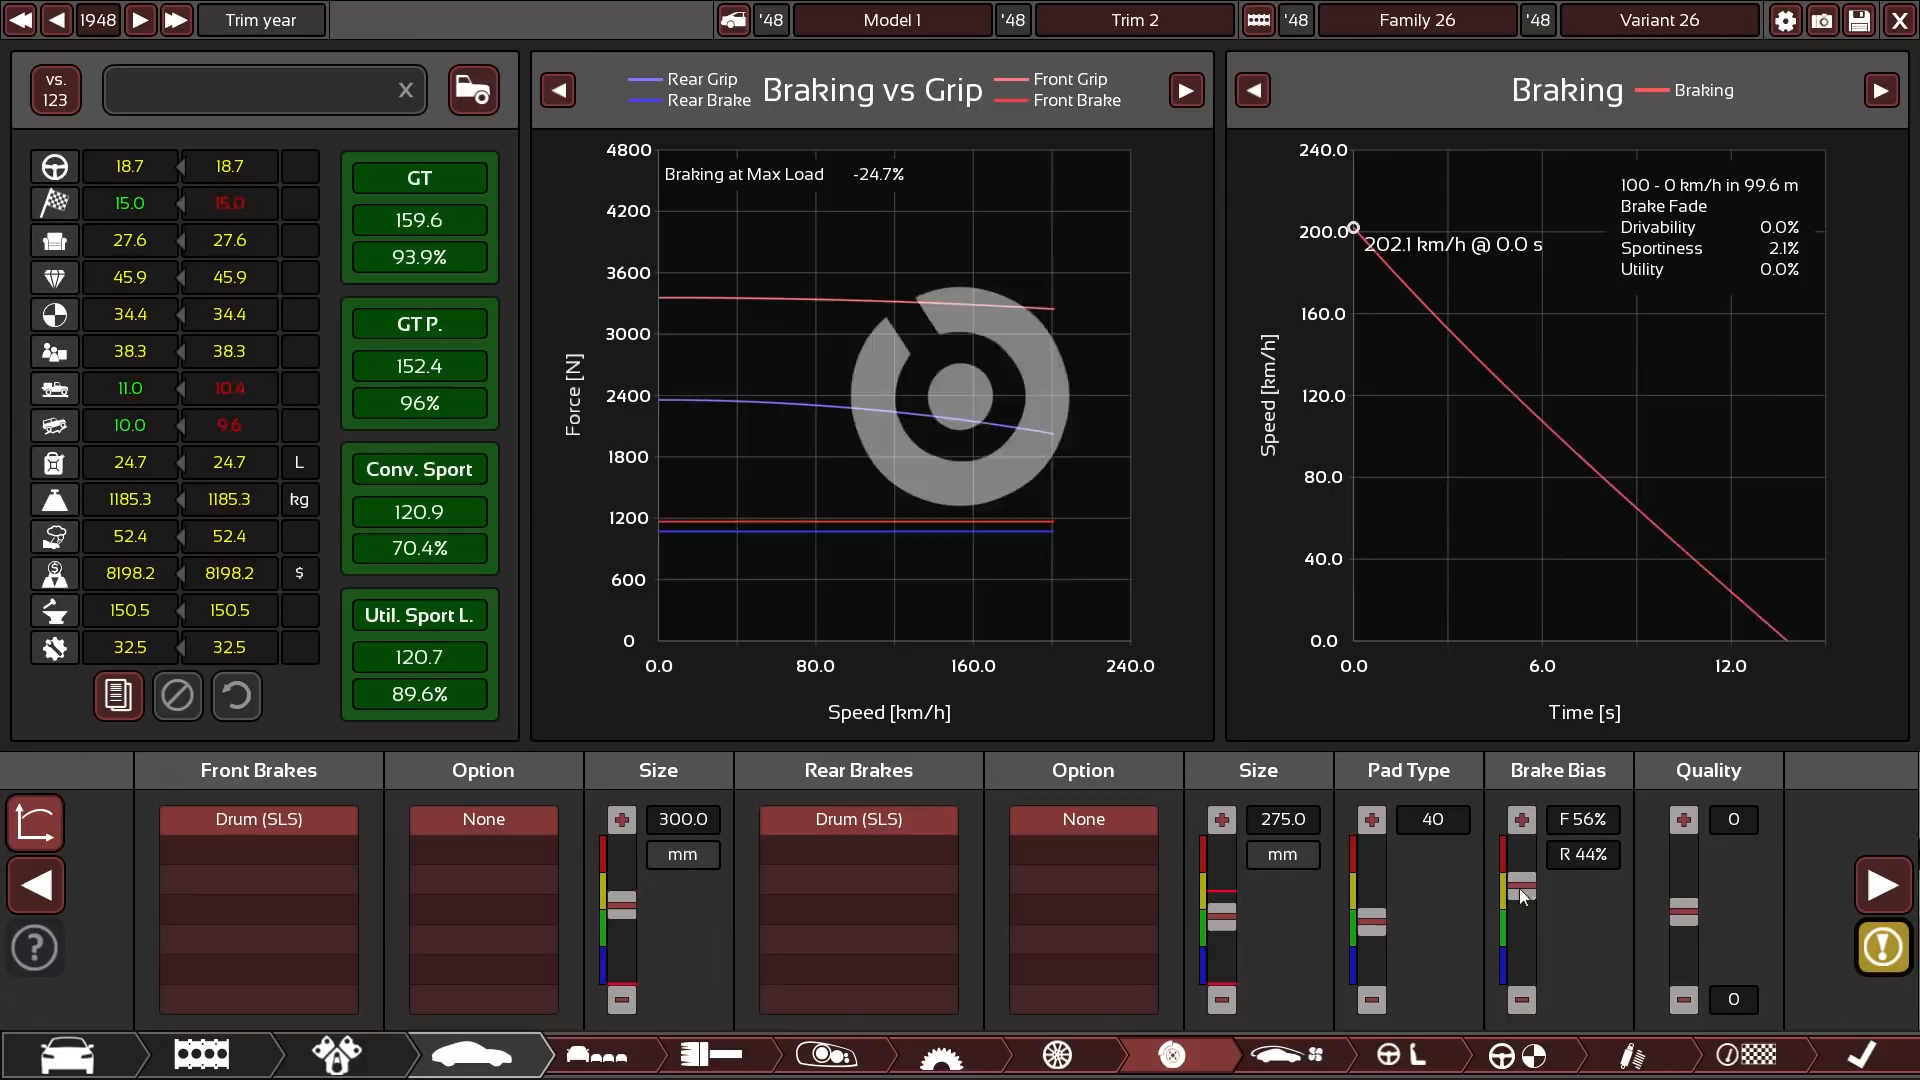 1948
Trim year
'48
Model 1
'48
Trim 2
'48
Family 26
'48
Variant 26
X
vs.
123
X
18.7 18.7
15.0 15.0
27.6 27.6
45.9 45.9
34.4 34.4
38.3 38.3
11.0 10.4
10.0 9.6
24.7 24.7 L
1185.3 1185.3 kg
52.4 52.4
8198.2 8198.2 $
150.5 150.5
32.5 32.5
GT
159.6
93.9%
GT P.
152.4
96%
Conv. Sport
120.9
70.4%
Util. Sport L.
120.7
89.6%
Rear Grip
Rear Brake
Braking vs Grip
Front Grip
Front Brake
Braking at Max Load -24.7%
4800
4200
3600
3000
2400
1800
1200
600
0
Force [N]
0.0 80.0 160.0 240.0
Speed [km/h]
Braking
Braking
240.0
200.0
160.0
120.0
80.0
40.0
0.0
Speed [km/h]
202.1 km/h @ 0.0 s
100 - 0 km/h in 99.6 m
Brake Fade
Drivability 0.0%
Sportiness 2.1%
Utility 0.0%
0.0 6.0 12.0
Time [s]
Front Brakes
Drum (SLS)
Option
None
Size
300.0
mm
Rear Brakes
Drum (SLS)
Option
None
Size
275.0
mm
Pad Type
40
Brake Bias
F 56%
R 44%
Quality
0
0